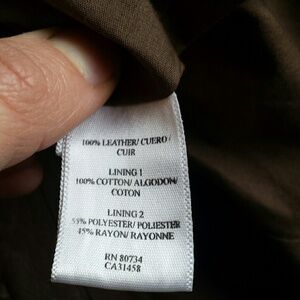 100% LEATHER/ CUERO /
CUIR
LINING 1
100% COTTON/ ALGODON/
COTON
LINING 2
55% POLYESTER/ POLIESTER
45% RAYON/ RAYONNE
RN 80734
CA31458